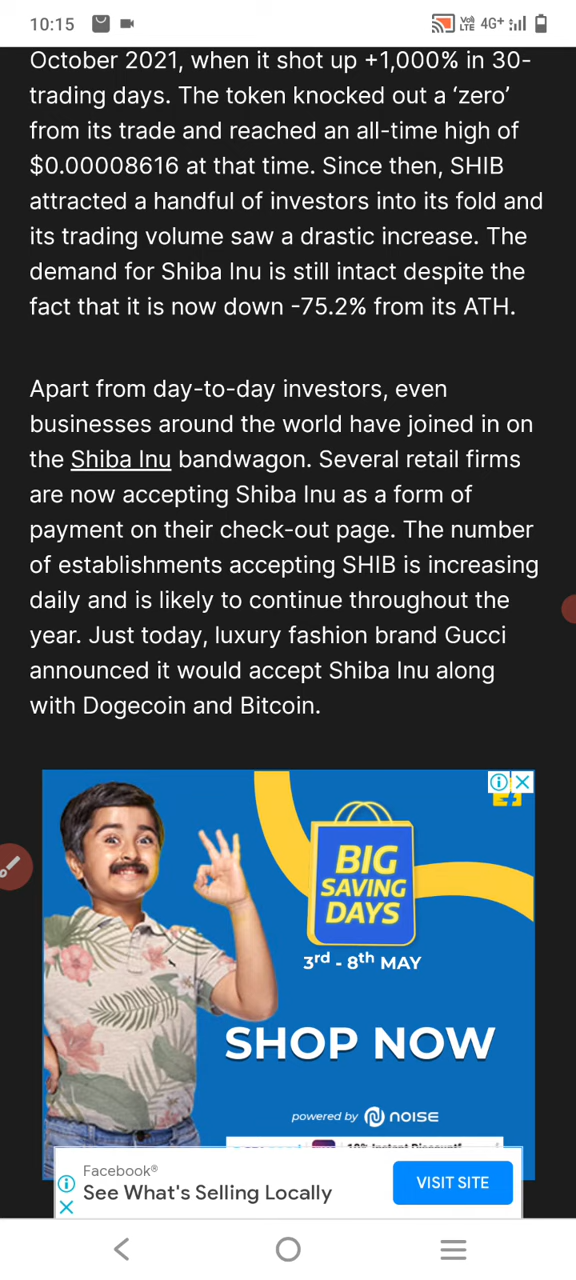 10:15
Vo)
LTE
4G+
October 2021, when it shot up +1,000% in 30-
trading days. The token knocked out a ‘zero’
from its trade and reached an all-time high of
$0.00008616 at that time. Since then, SHIB
attracted a handful of investors into its fold and
its trading volume saw a drastic increase. The
demand for Shiba Inu is still intact despite the
fact that it is now down -75.2% from its ATH.
Apart from day-to-day investors, even
businesses around the world have joined in on
the Shiba Inu bandwagon. Several retail firms
are now accepting Shiba Inu as a form of
payment on their check-out page. The number
of establishments accepting SHIB is increasing
daily and is likely to continue throughout the
year. Just today, luxury fashion brand Gucci
announced it would accept Shiba Inu along
with Dogecoin and Bitcoin.
BIG
SAVING
DAYS
3rd - 8th MAY
SHOP NOW
powered by NOISE
10% Instant Discount*
Facebook®
See What's Selling Locally
VISIT SITE